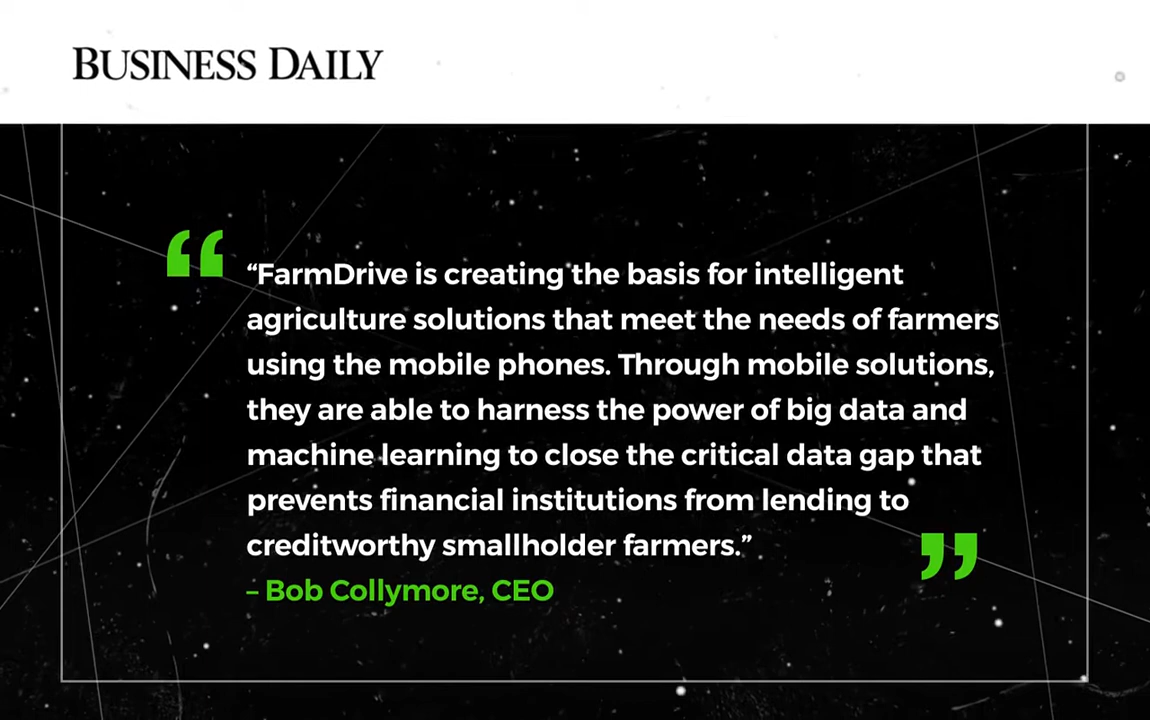 BUSINESS DAILY
“FarmDrive is creating the basis for intelligent
agriculture solutions that meet the needs of farmers
using the mobile phones. Through mobile solutions,
they are able to harness the power of big data and
machine learning to close the critical data gap that
prevents financial institutions from lending to
creditworthy smallholder farmers.”
– Bob Collymore, CEO